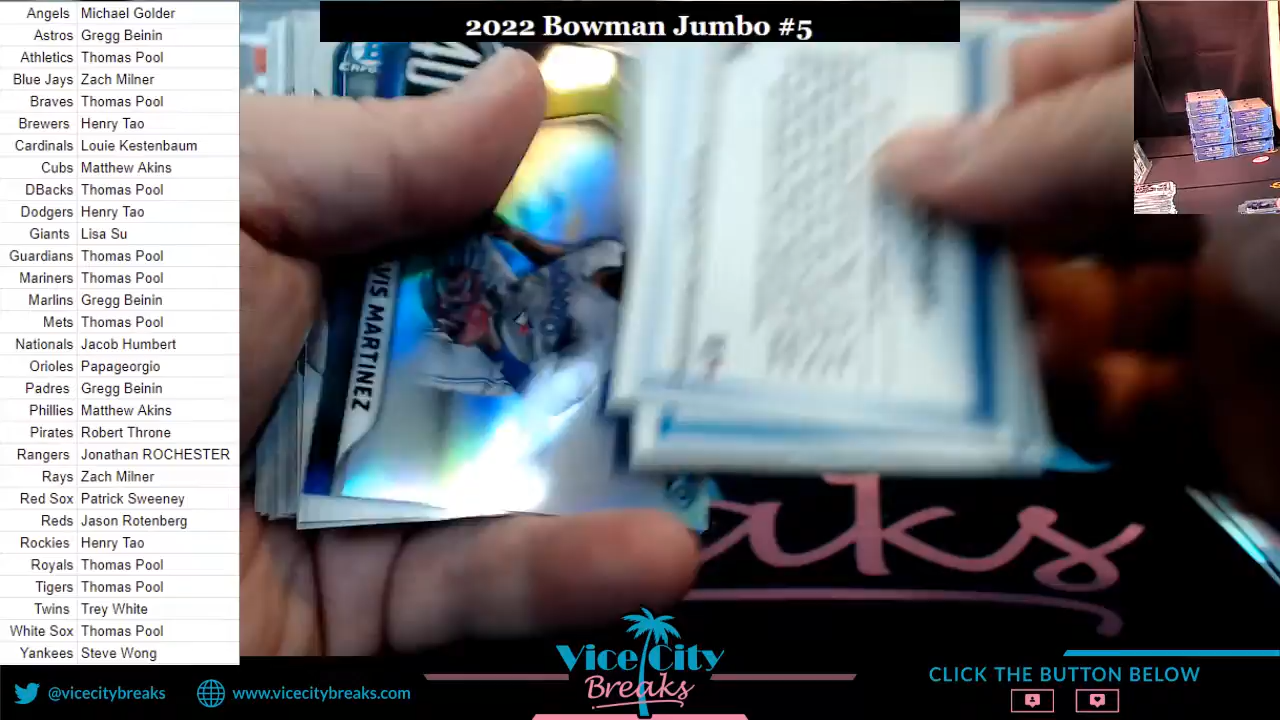 2022 Bowman Jumbo #5
Angels Michael Golder
Astros Gregg Beinin
Athletics Thomas Pool
Blue Jays Zach Milner
Braves Thomas Pool
Brewers Henry Tao
Cardinals Louie Kestenbaum
Cubs Matthew Akins
DBacks Thomas Pool
Dodgers Henry Tao
Giants Lisa Su
Guardians Thomas Pool
Mariners Thomas Pool
Marlins Gregg Beinin
Mets Thomas Pool
Nationals Jacob Humbert
Orioles Papageorgio
Padres Gregg Beinin
Phillies Matthew Akins
Pirates Robert Throne
Rangers Jonathan ROCHESTER
Rays Zach Milner
Red Sox Patrick Sweeney
Reds Jason Rotenberg
Rockies Henry Tao
Royals Thomas Pool
Tigers Thomas Pool
Twins Trey White
White Sox Thomas Pool
Yankees Steve Wong
MARTINEZ
Vice City
Breaks
@vicecitybreaks
www.vicecitybreaks.com
CLICK THE BUTTON BELOW